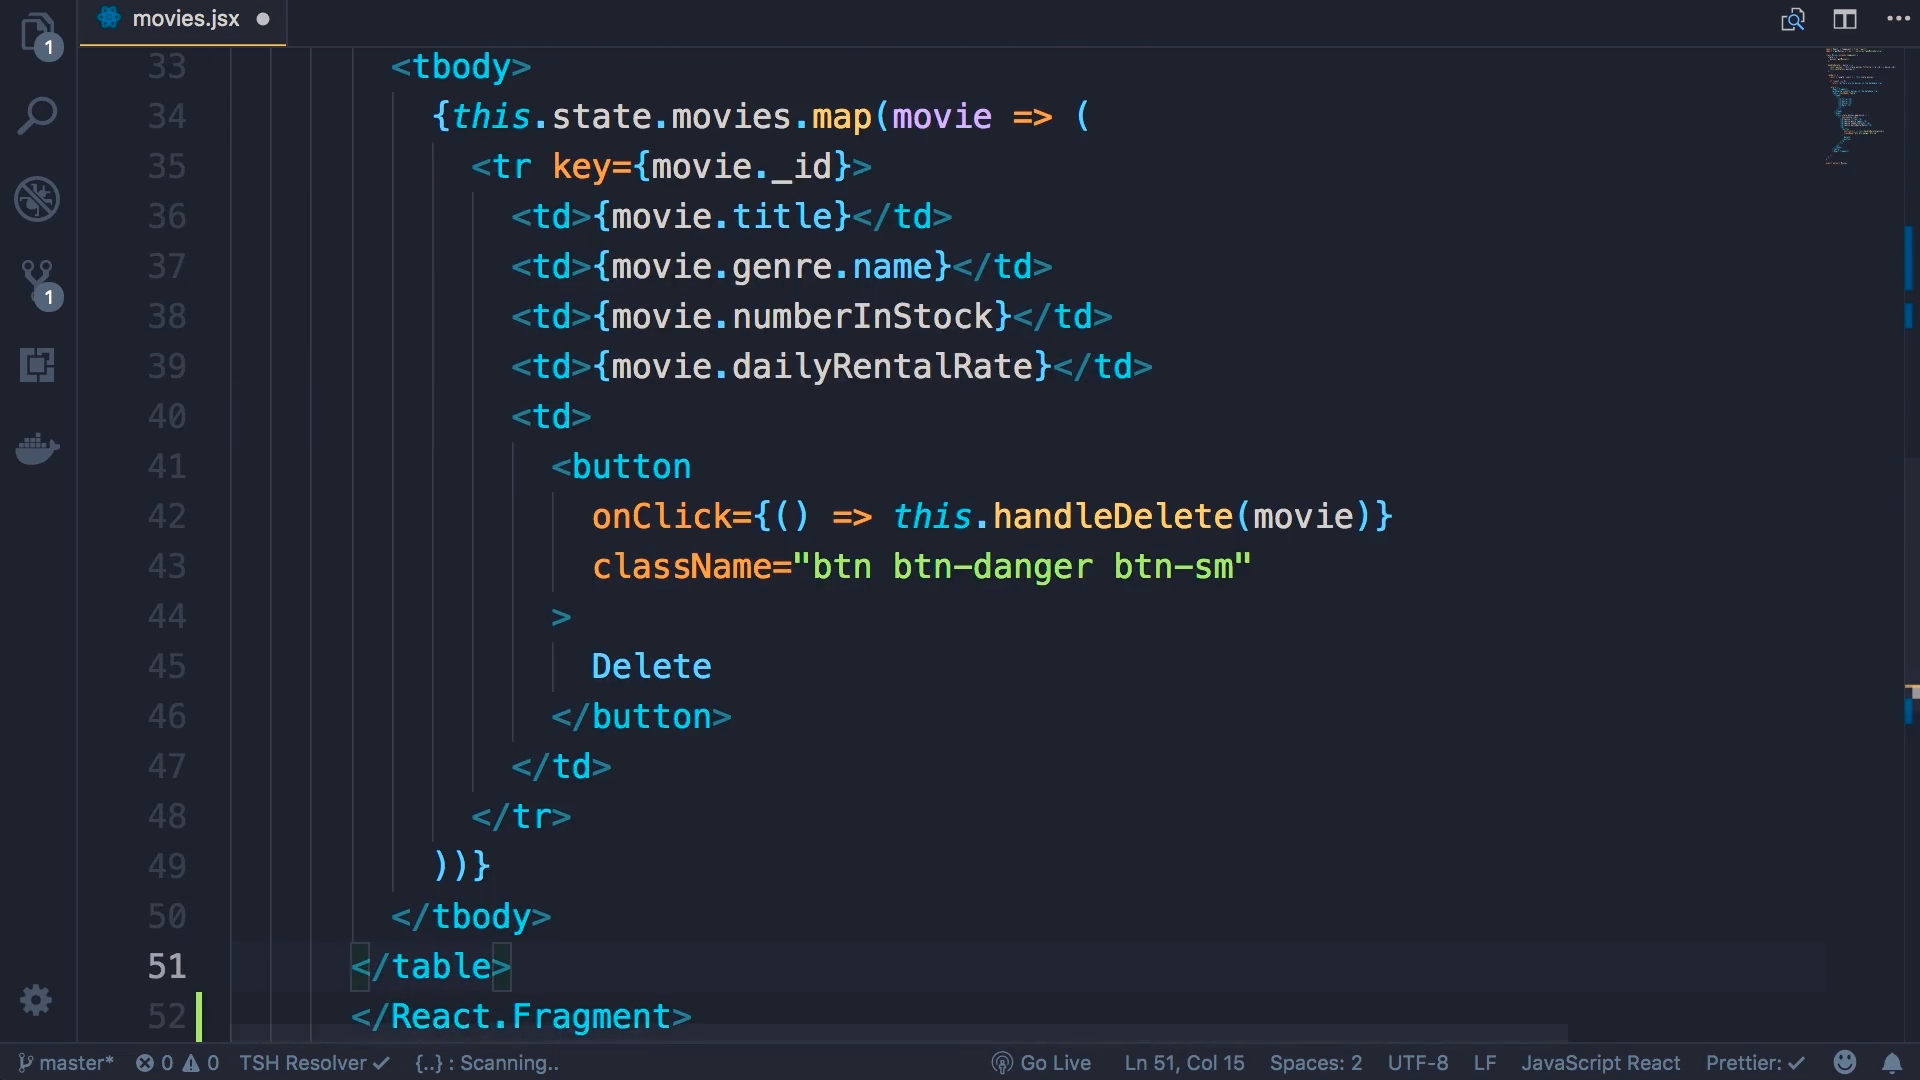 movies.jsx
1
33 <tbody>
34 {this.state.movies.map(movie => (
35 <tr key={movie._id}>
36 <td>{movie.title}</td>
37 <td>{movie.genre.name}</td>
38 <td>{movie.numberInStock}</td>
39 <td>{movie.dailyRentalRate}</td>
40 <td>
41 <button
42 onClick={() => this.handleDelete(movie)}
43 className="btn btn-danger btn-sm"
44 >
45 Delete
46 </button>
47 </td>
48 </tr>
49 ))}
50 </tbody>
51 </table>
52 </React.Fragment>
1
master* 0 0 TSH Resolver {..} : Scanning.. Go Live Ln 51, Col 15 Spaces: 2 UTF-8 LF JavaScript React Prettier: